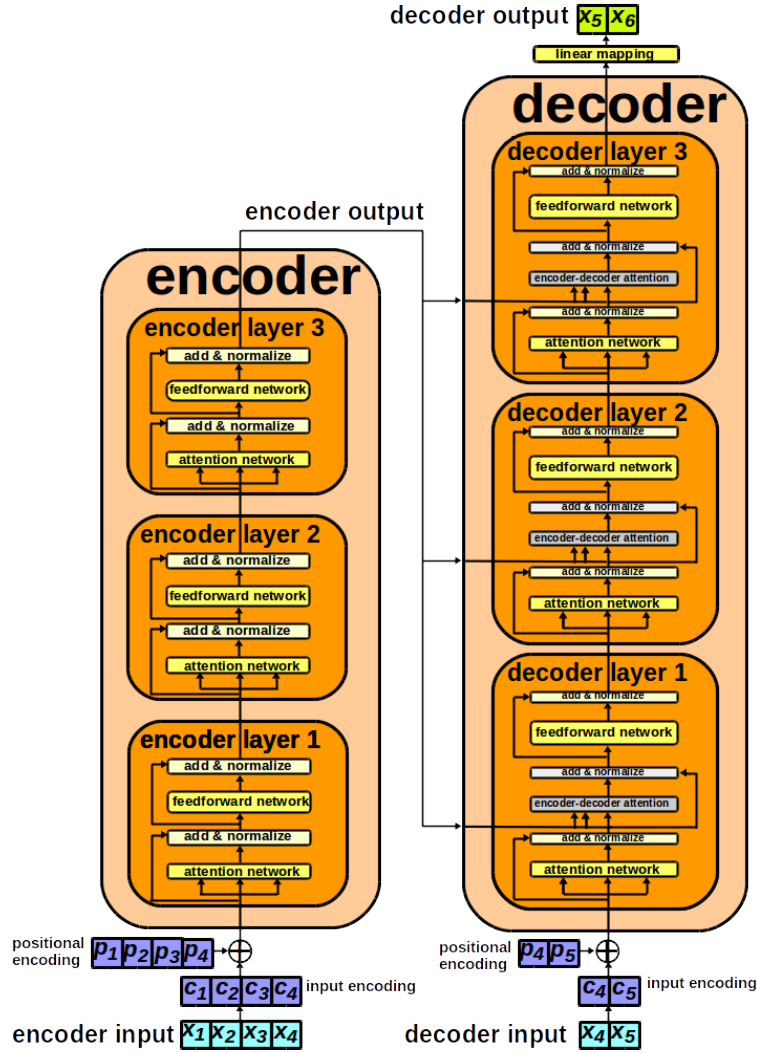 decoder output
x5 x6
linear mapping
decoder
decoder layer 3
add & normalize
feedforward network
add & normalize
encoder-decoder attention
add & normalize
attention network
decoder layer 2
add & normalize
feedforward network
add & normalize
encoder-decoder attention
add & normalize
attention network
decoder layer 1
add & normalize
feedforward network
add & normalize
encoder-decoder attention
add & normalize
attention network
positional
encoding
p4 p5
c4 c5
input encoding
decoder input
x4 x5
encoder output
encoder
encoder layer 3
add & normalize
feedforward network
add & normalize
attention network
encoder layer 2
add & normalize
feedforward network
add & normalize
attention network
encoder layer 1
add & normalize
feedforward network
add & normalize
attention network
positional
encoding
p1 p2 p3 p4
c1 c2 c3 c4
input encoding
encoder input
x1 x2 x3 x4